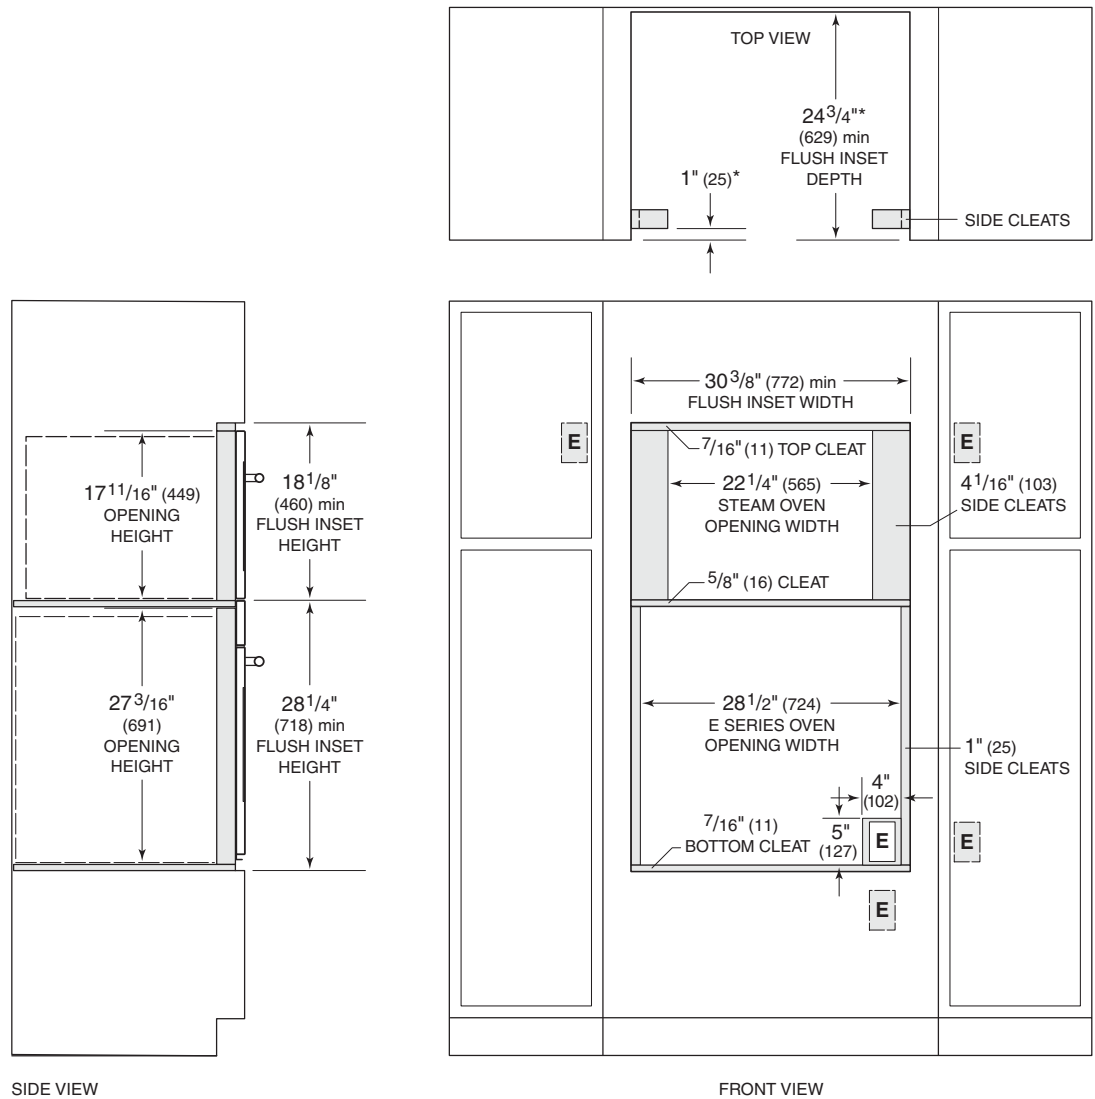 TOP VIEW
24 3/4"*
(629) min
FLUSH INSET
DEPTH
1" (25)*
SIDE CLEATS
30 3/8" (772) min
FLUSH INSET WIDTH
E
E
7/16" (11) TOP CLEAT
22 1/4" (565)
STEAM OVEN
OPENING WIDTH
4 1/16" (103)
SIDE CLEATS
17 11/16" (449)
OPENING
HEIGHT
18 1/8"
(460) min
FLUSH INSET
HEIGHT
5/8" (16) CLEAT
27 3/16"
(691)
OPENING
HEIGHT
28 1/4"
(718) min
FLUSH INSET
HEIGHT
28 1/2" (724)
E SERIES OVEN
OPENING WIDTH
1" (25)
SIDE CLEATS
4"
(102)
7/16" (11)
BOTTOM CLEAT
5"
(127)
E
E
E
SIDE VIEW
FRONT VIEW